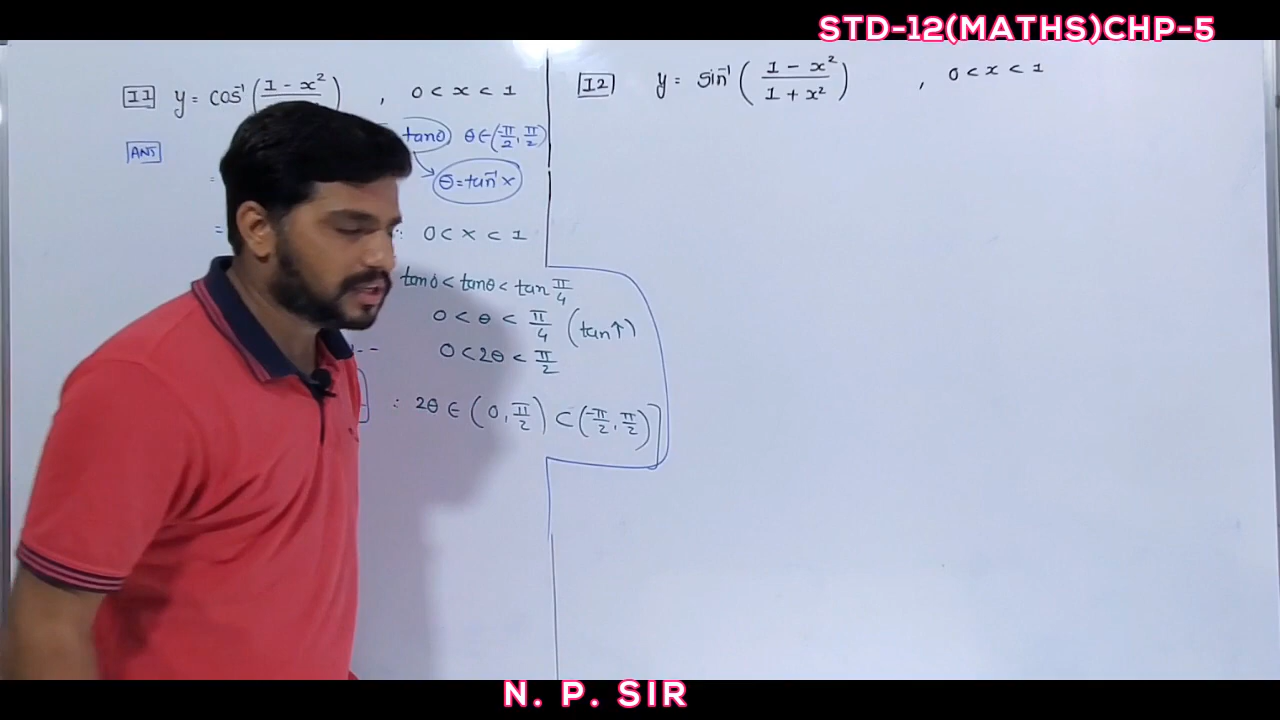 STD-12(MATHS)CHP-5
11 y = cos⁻¹ (1 - x² , 0 < x < 1
ANS tanθ θ ∈ (-π/2, π/2)
= θ = tan⁻¹ x
= ∴ 0 < x < 1
tan0 < tanθ < tan π/4
0 < θ < π/4 (tan↑)
0 < 2θ < π/2
∴ 2θ ∈ (0, π/2) ⊂ (-π/2, π/2)]
12 y = sin⁻¹ (1 - x² / 1 + x²) , 0 < x < 1
N. P. SIR